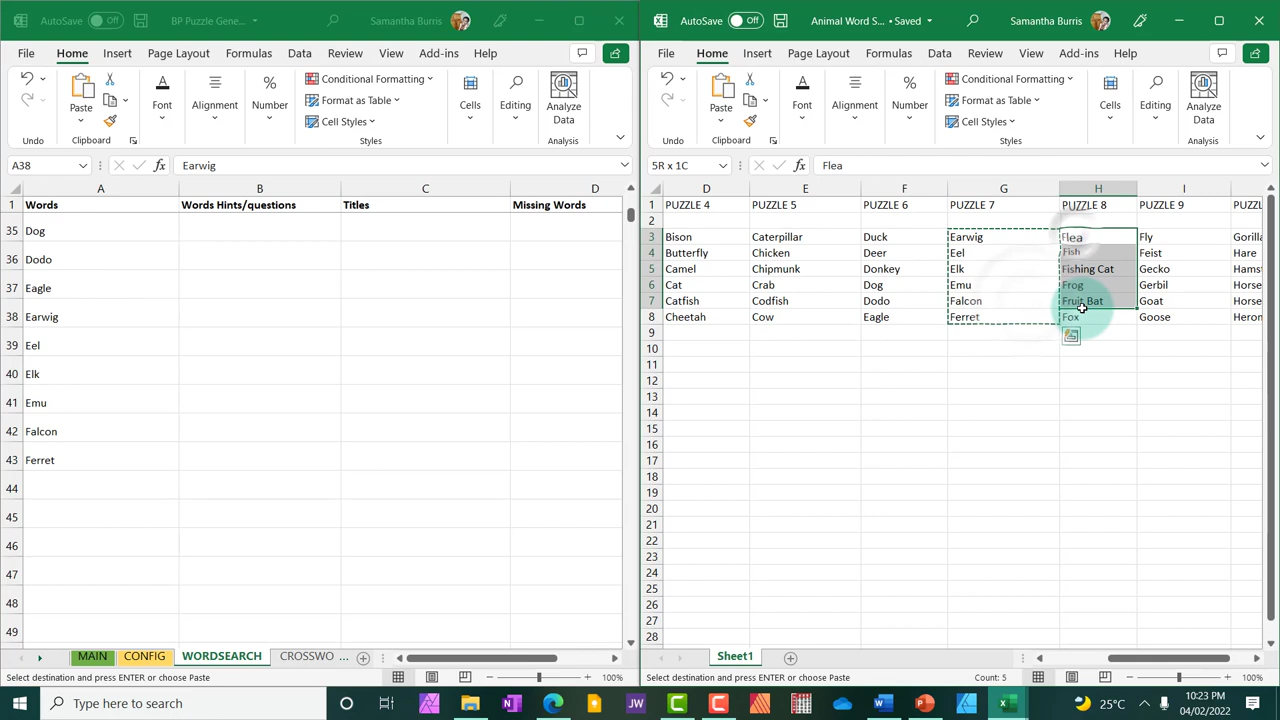 AutoSave Off BP Puzzle Gene... Samantha Burris
File Home Insert Page Layout Formulas Data Review View Add-ins Help
Paste Font Alignment Number Conditional Formatting Format as Table Cell Styles Cells Editing Analyze Data
Undo Clipboard Styles Analysis
A38 fx Earwig
A B C D
1 Words Words Hints/questions Titles Missing Words
35 Dog
36 Dodo
37 Eagle
38 Earwig
39 Eel
40 Elk
41 Emu
42 Falcon
43 Ferret
44
45
46
47
48
49
MAIN CONFIG WORDSEARCH CROSSWO ...
Select destination and press ENTER or choose Paste 100%
AutoSave Off Animal Word S... • Saved Samantha Burris
File Home Insert Page Layout Formulas Data Review View Add-ins Help
Paste Font Alignment Number Conditional Formatting Format as Table Cell Styles Cells Editing Analyze Data
Undo Clipboard Styles Analysis
5R x 1C fx Flea
D E F G H I
1 PUZZLE 4 PUZZLE 5 PUZZLE 6 PUZZLE 7 PUZZLE 8 PUZZLE 9 PUZZL
2
3 Bison Caterpillar Duck Earwig Flea Fly Gorilla
4 Butterfly Chicken Deer Eel Fish Feist Hare
5 Camel Chipmunk Donkey Elk Fishing Cat Gecko Hamst
6 Cat Crab Dog Emu Frog Gerbil Horse
7 Catfish Codfish Dodo Falcon Fruit Bat Goat Horse
8 Cheetah Cow Eagle Ferret Fox Goose Heron
9
10
11
12
13
14
15
16
17
18
19
20
21
22
23
24
25
26
27
28
Sheet1
Select destination and press ENTER or choose Paste Count: 5 100%
Type here to search 25°C 10:23 PM
04/02/2022